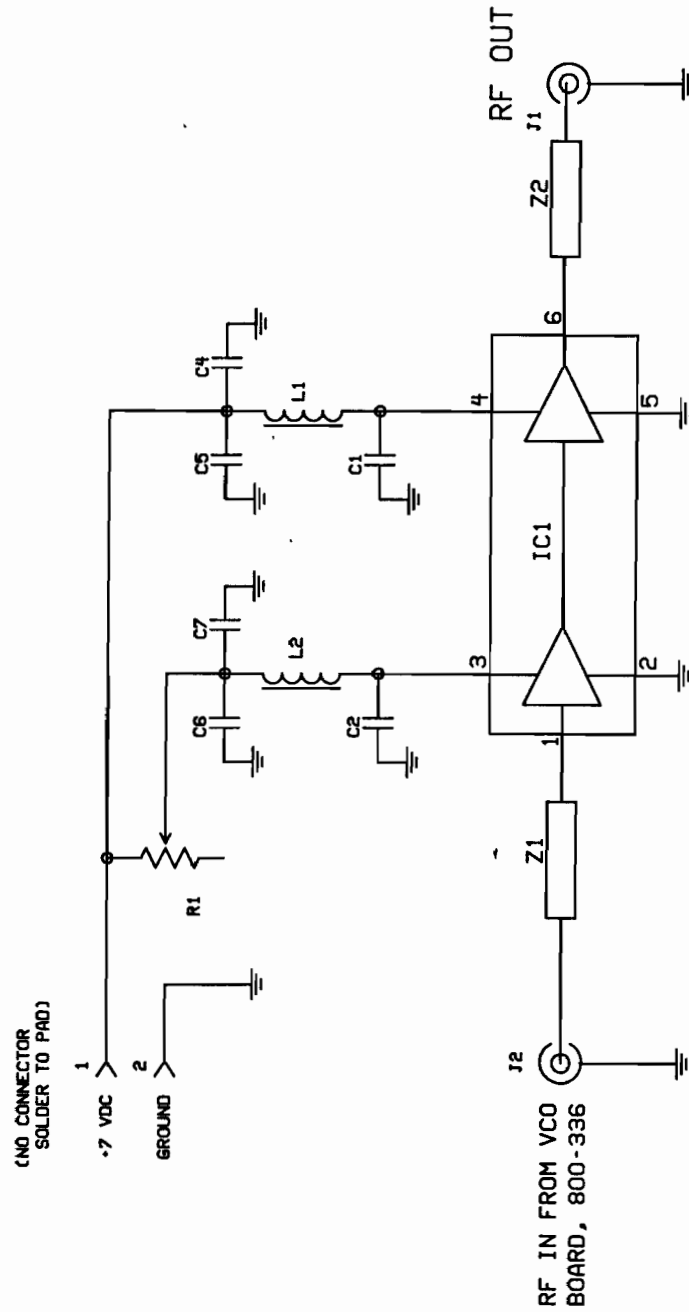 (NO CONNECTOR
SOLDER TO PAD)
1
+7 VDC
2
GROUND
R1
C6
C7
L2
C2
C5
C4
L1
C1
3
4
IC1
1
2
5
6
Z1
Z2
J2
RF IN FROM VCO
BOARD, 800-336
J1
RF OUT